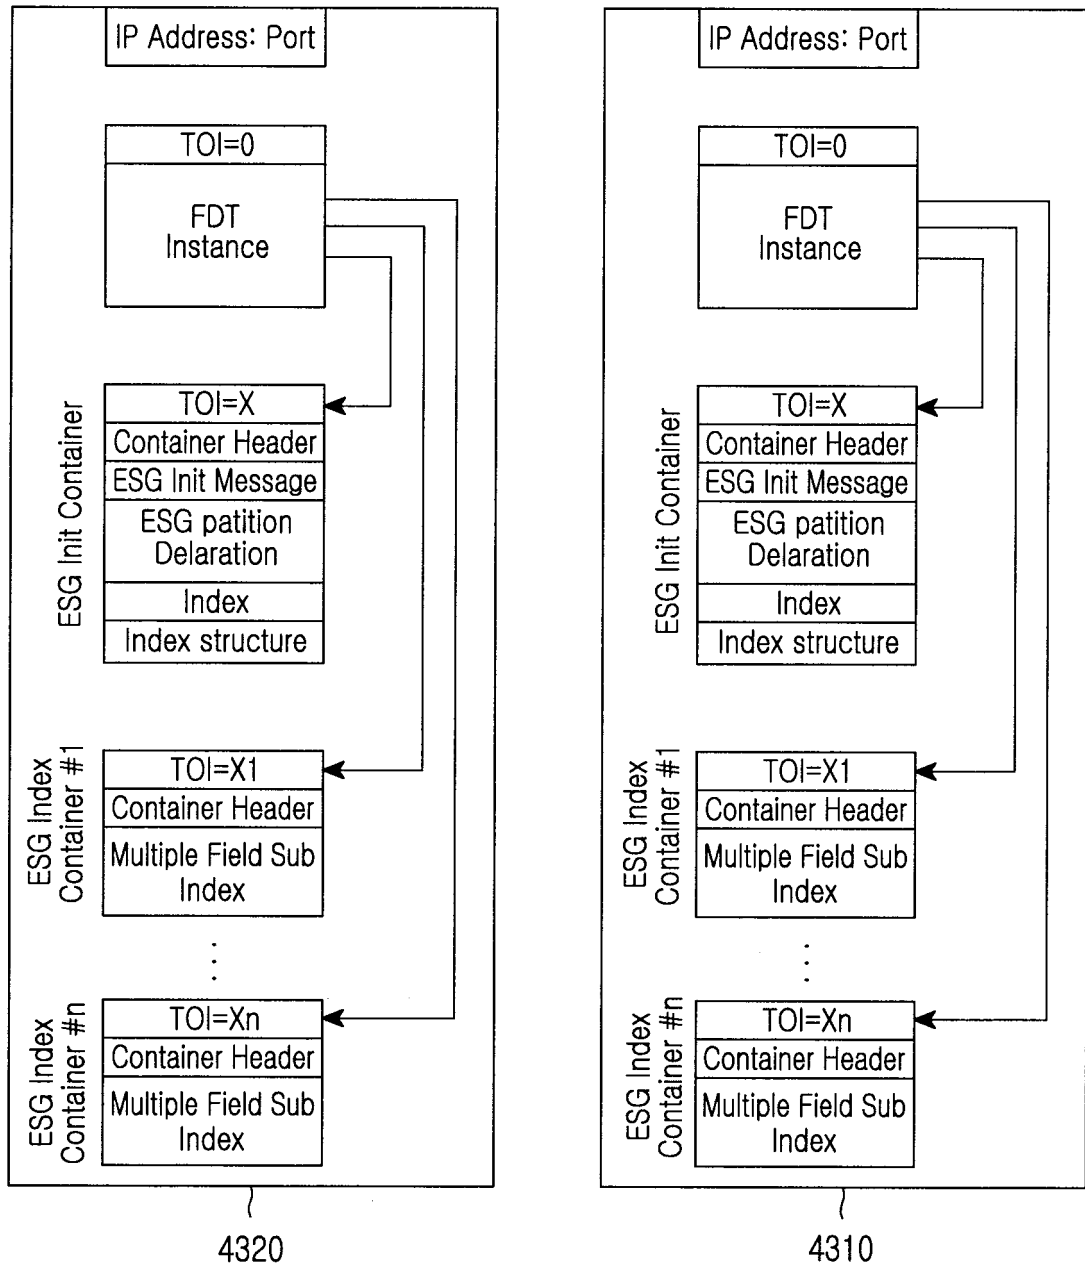 IP Address: Port
TOI=0
FDT
Instance
ESG Init Container
TOI=X
Container Header
ESG Init Message
ESG patition
Delaration
Index
Index structure
ESG Index
Container #1
TOI=X1
Container Header
Multiple Field Sub
Index
ESG Index
Container #n
TOI=Xn
Container Header
Multiple Field Sub
Index
4320
IP Address: Port
TOI=0
FDT
Instance
ESG Init Container
TOI=X
Container Header
ESG Init Message
ESG patition
Delaration
Index
Index structure
ESG Index
Container #1
TOI=X1
Container Header
Multiple Field Sub
Index
ESG Index
Container #n
TOI=Xn
Container Header
Multiple Field Sub
Index
4310